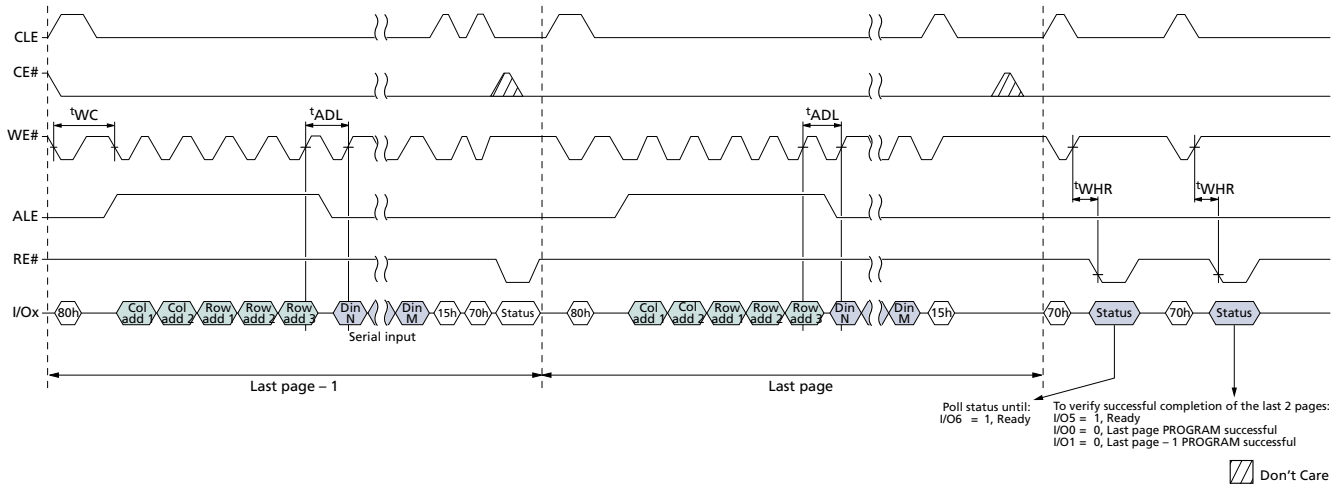 CLE
CE#
tWC
tADL
tADL
WE#
tWHR
tWHR
ALE
RE#
I/Ox
80h
Col add 1
Col add 2
Row add 1
Row add 2
Row add 3
Din N
Din M
15h
70h
Status
80h
Col add 1
Col add 2
Row add 1
Row add 2
Row add 3
Din N
Din M
15h
70h
Status
70h
Status
Serial input
Last page – 1
Last page
Poll status until:
I/O6 = 1, Ready
To verify successful completion of the last 2 pages:
I/O5 = 1, Ready
I/O0 = 0, Last page PROGRAM successful
I/O1 = 0, Last page – 1 PROGRAM successful
Don't Care